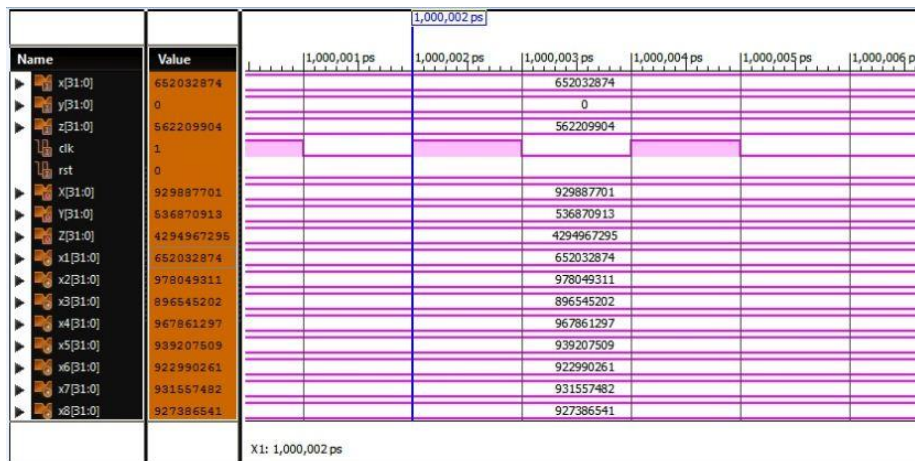 1,000,002 ps
Name Value 1,000,001 ps 1,000,002 ps 1,000,003 ps 1,000,004 ps 1,000,005 ps 1,000,006 p
x[31:0] 652032874 652032874
y[31:0] 0 0
z[31:0] 562209904 562209904
clk 1
rst 0
X[31:0] 929887701 929887701
Y[31:0] 536870913 536870913
Z[31:0] 4294967295 4294967295
x1[31:0] 652032874 652032874
x2[31:0] 978049311 978049311
x3[31:0] 896545202 896545202
x4[31:0] 967861297 967861297
x5[31:0] 939207509 939207509
x6[31:0] 922990261 922990261
x7[31:0] 931557482 931557482
x8[31:0] 927386541 927386541
X1: 1,000,002 ps